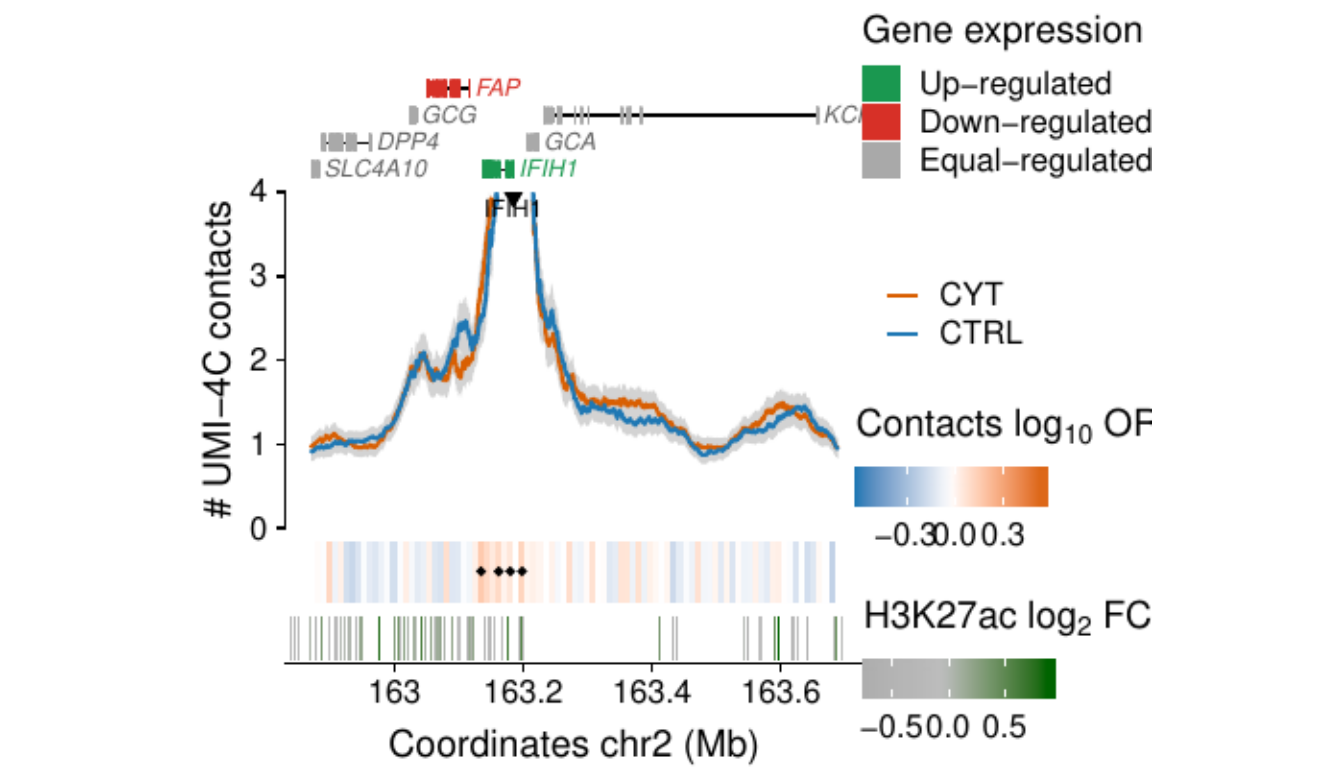 Gene expression
Up−regulated
Down−regulated
Equal−regulated
FAP
GCG
KCI
DPP4
GCA
SLC4A10
IFIH1
IFIH1
# UMI−4C contacts
4
3
2
1
0
CYT
CTRL
Contacts log10 OR
−0.3 0.0 0.3
H3K27ac log2 FC
−0.5 0.0 0.5
163 163.2 163.4 163.6
Coordinates chr2 (Mb)